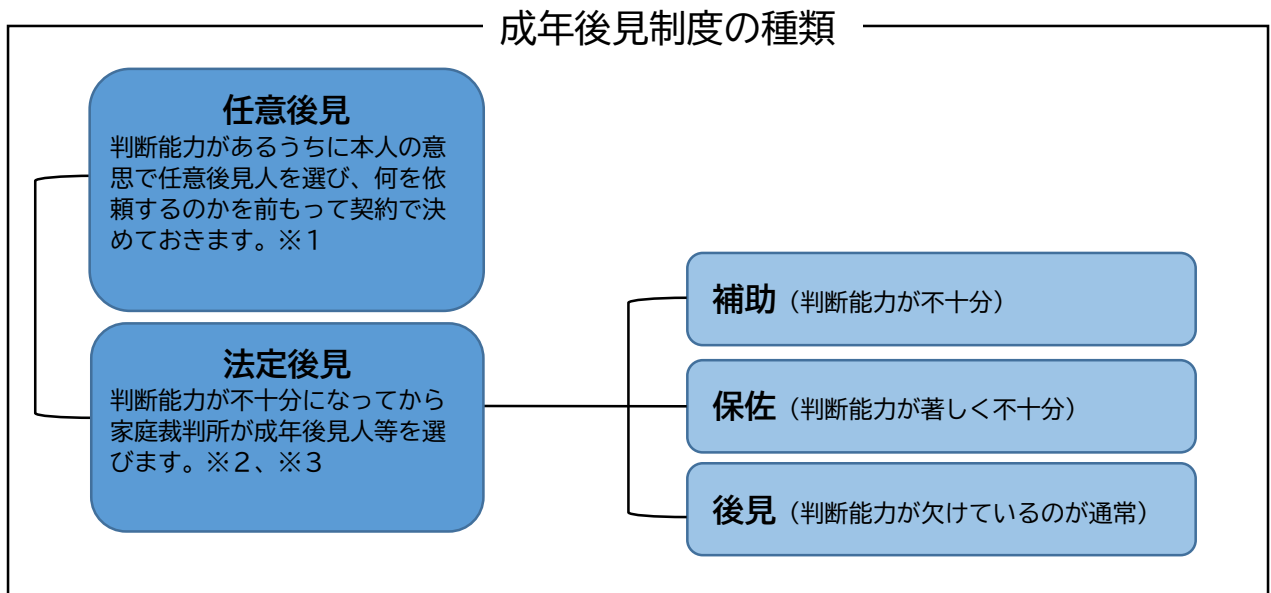 成年後見制度の種類
任意後見
判断能力があるうちに本人の意
思で任意後見人を選び、何を依
頼するのかを前もって契約で決
めておきます。※1
法定後見
判断能力が不十分になってから
家庭裁判所が成年後見人等を選
びます。※2、※3
補助（判断能力が不十分）
保佐（判断能力が著しく不十分）
後見（判断能力が欠けているのが通常）